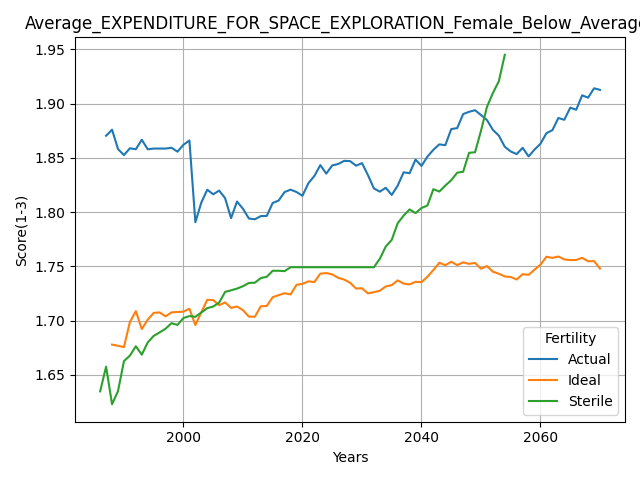 Average_EXPENDITURE_FOR_SPACE_EXPLORATION_Female_Below_Average
1.95
1.90
1.85
1.80
1.75
1.70
1.65
Score(1-3)
2000 2020 2040 2060
Years
Fertility
Actual
Ideal
Sterile